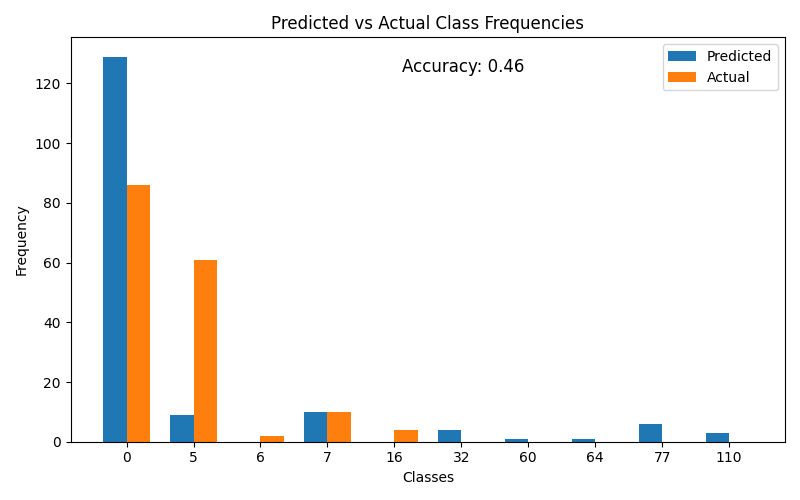 Predicted vs Actual Class Frequencies
Accuracy: 0.46
Predicted
Actual
Frequency
120
100
80
60
40
20
0
0 5 6 7 16 32 60 64 77 110
Classes